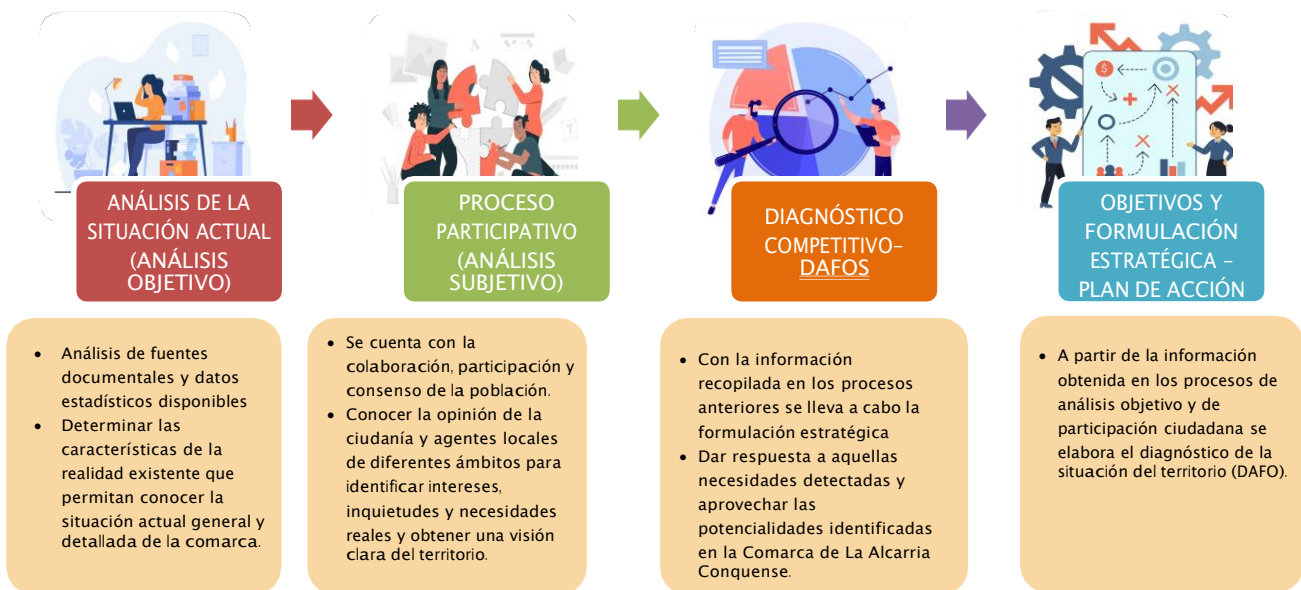 ANÁLISIS DE LA
SITUACIÓN ACTUAL
(ANÁLISIS
OBJETIVO)
PROCESO
PARTICIPATIVO
(ANÁLISIS
SUBJETIVO)
DIAGNÓSTICO
COMPETITIVO-
DAFOS
OBJETIVOS Y
FORMULACIÓN
ESTRATÉGICA -
PLAN DE ACCIÓN
• Análisis de fuentes
documentales y datos
estadísticos disponibles
• Determinar las
características de la
realidad existente que
permitan conocer la
situación actual general y
detallada de la comarca.
• Se cuenta con la
colaboración, participación y
consenso de la población.
• Conocer la opinión de la
ciudanía y agentes locales
de diferentes ámbitos para
identificar intereses,
inquietudes y necesidades
reales y obtener una visión
clara del territorio.
• Con la información
recopilada en los procesos
anteriores se lleva a cabo la
formulación estratégica
• Dar respuesta a aquellas
necesidades detectadas y
aprovechar las
potencialidades identificadas
en la Comarca de La Alcarria
Conquense.
• A partir de la información
obtenida en los procesos de
análisis objetivo y de
participación ciudadana se
elabora el diagnóstico de la
situación del territorio (DAFO).